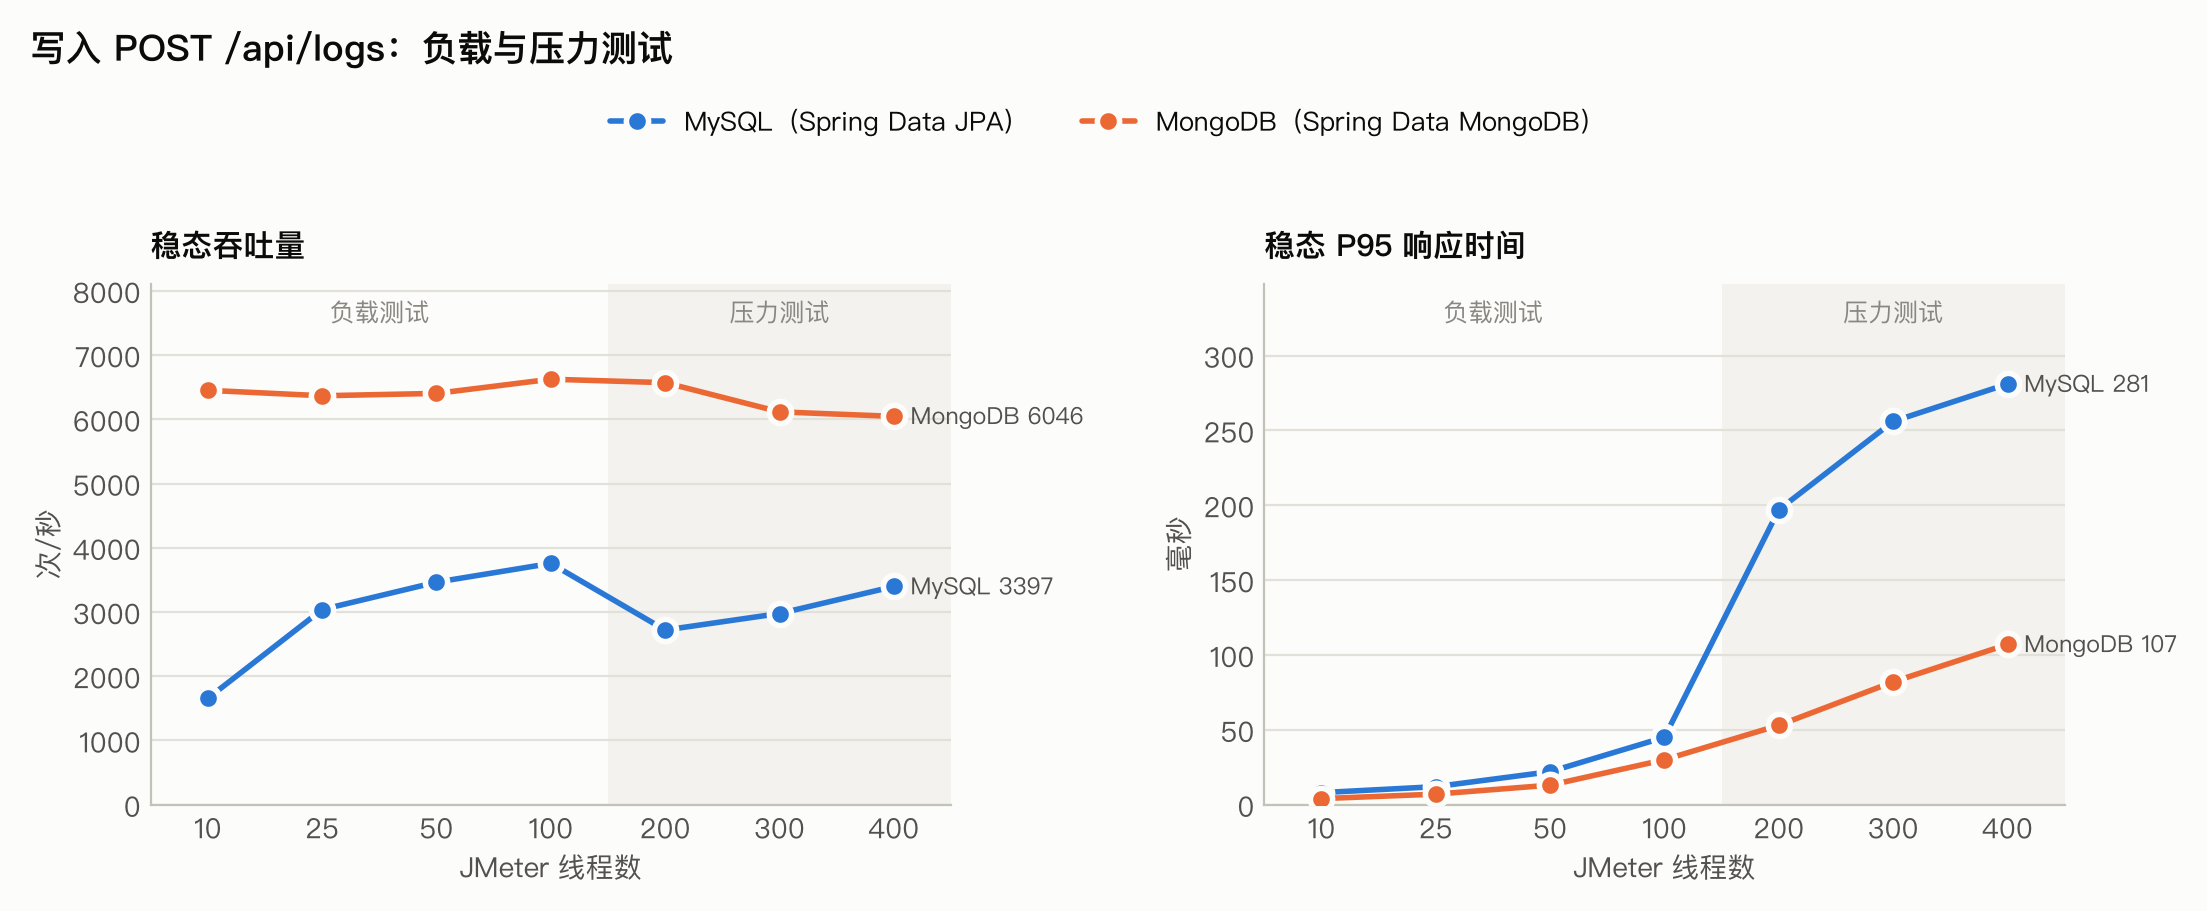 写入 POST /api/logs：负载与压力测试
MySQL（Spring Data JPA）
MongoDB（Spring Data MongoDB）
稳态吞吐量
8000
7000
6000
5000
4000
3000
2000
1000
0
次/秒
负载测试
压力测试
MongoDB 6046
MySQL 3397
10 25 50 100 200 300 400
JMeter 线程数
稳态 P95 响应时间
300
250
200
150
100
50
0
毫秒
负载测试
压力测试
MySQL 281
MongoDB 107
10 25 50 100 200 300 400
JMeter 线程数